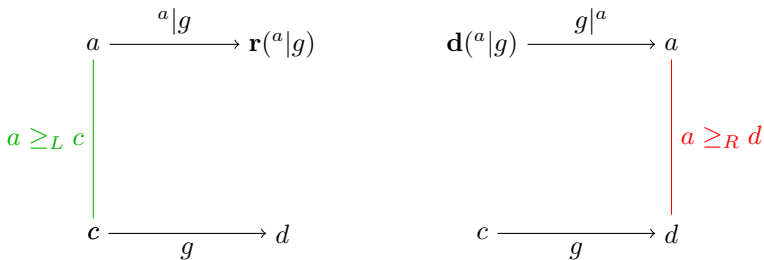 a ᵃ|g r(ᵃ|g) d(ᵃ|g) g|ᵃ a
a ≥_L c a ≥_R d
c g d c g d